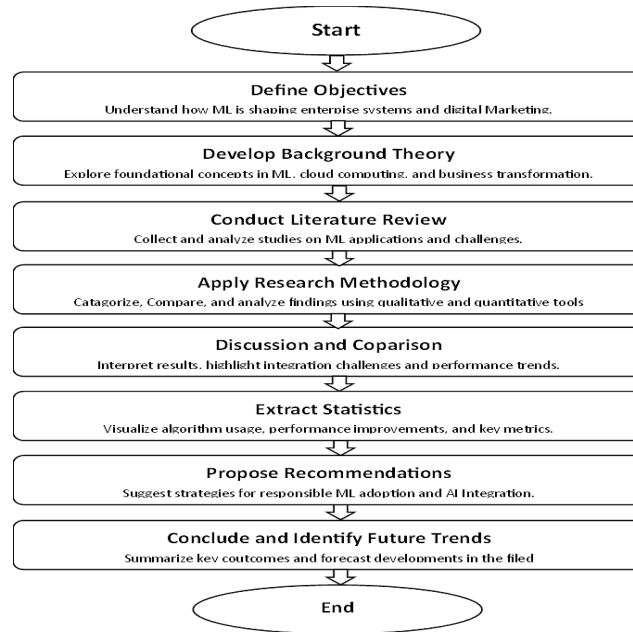 Start
Define Objectives
Understand how ML is shaping enterpise systems and digital Marketing.
Develop Background Theory
Explore foundational concepts in ML, cloud computing, and business transformation.
Conduct Literature Review
Collect and analyze studies on ML applications and challenges.
Apply Research Methodology
Catagorize, Compare, and analyze findings using qualitative and quantitative tools
Discussion and Coparison
Interpret results, highlight integration challenges and performance trends.
Extract Statistics
Visualize algorithm usage, performance improvements, and key metrics.
Propose Recommendations
Suggest strategies for responsible ML adoption and AI Integration.
Conclude and Identify Future Trends
Summarize key coutcomes and forecast developments in the filed
End